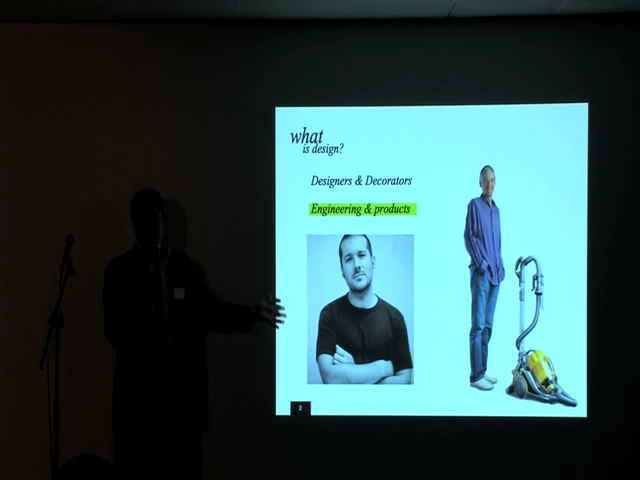 what
is design?
Designers & Decorators
Engineering & products
2